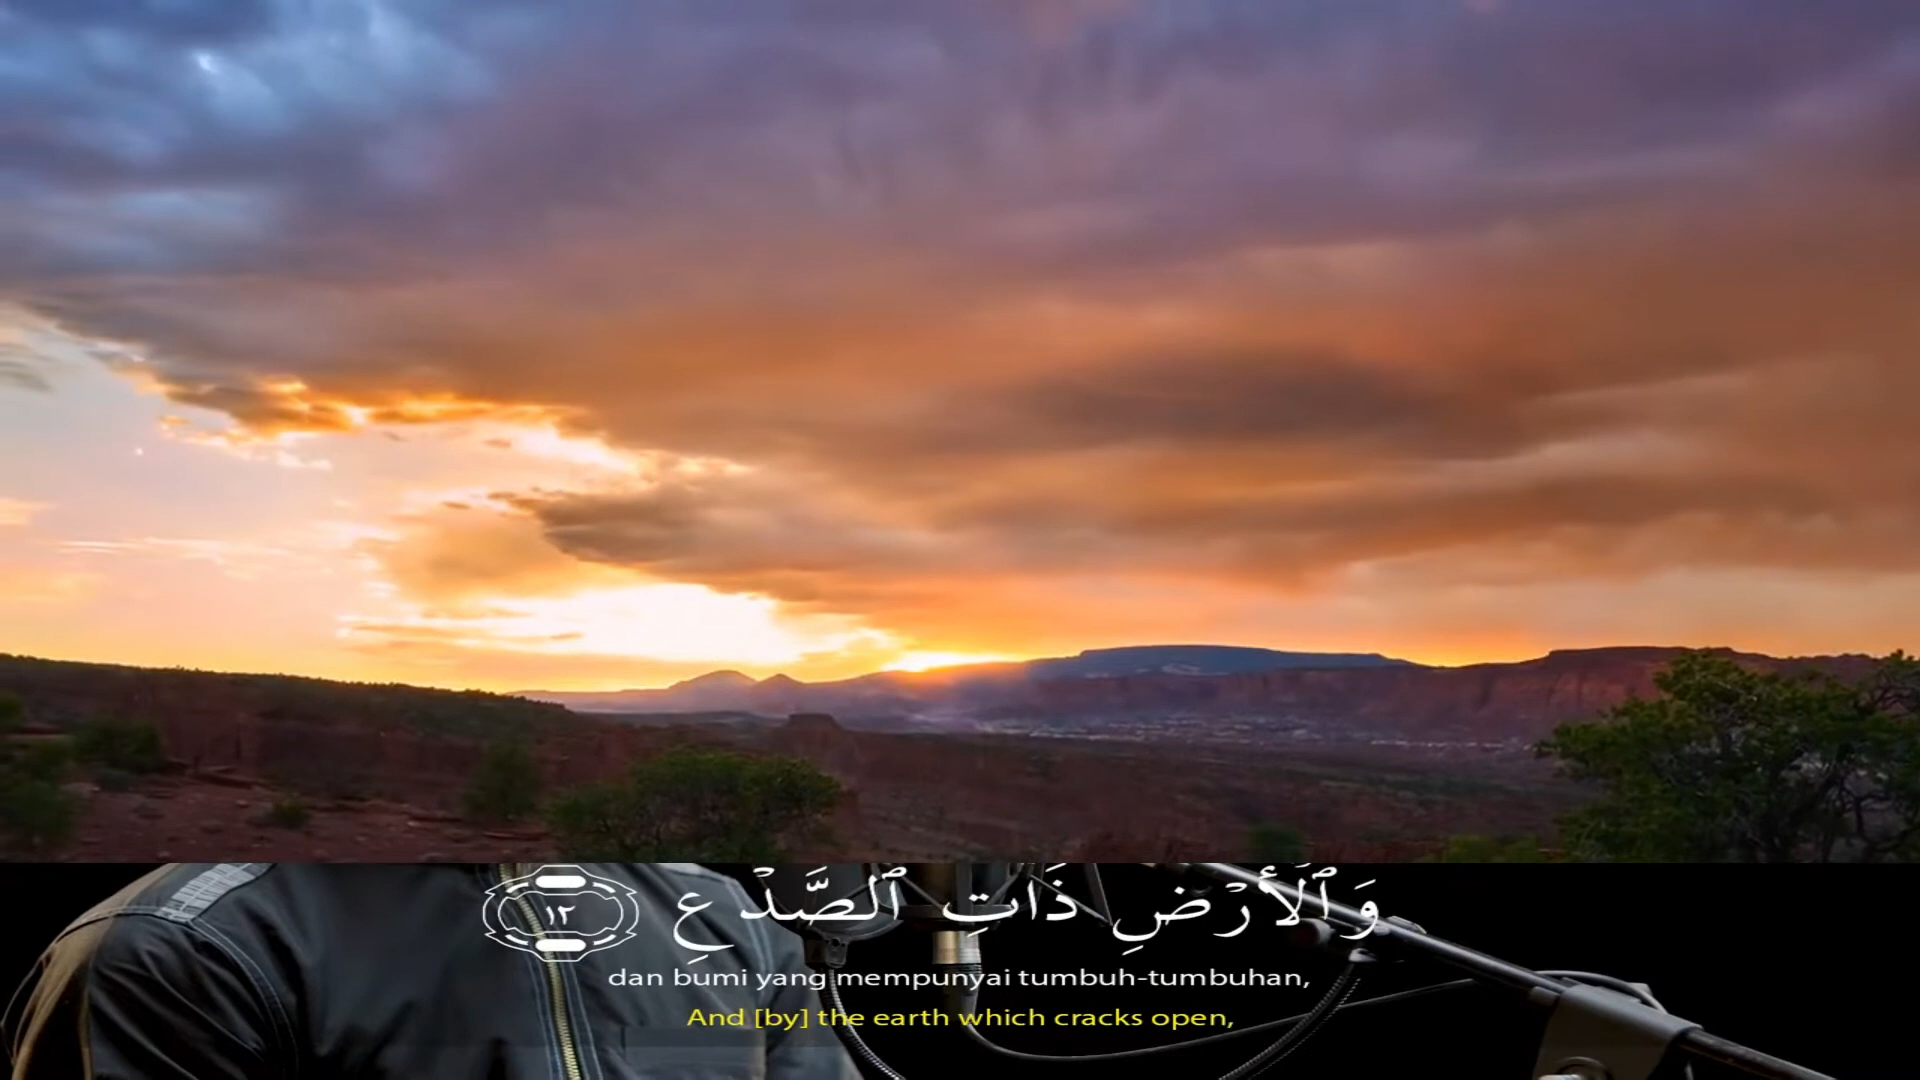 وَٱلْأَرْضِ ذَاتِ ٱلصَّدْعِ ١٢
dan bumi yang mempunyai tumbuh-tumbuhan,
And [by] the earth which cracks open,